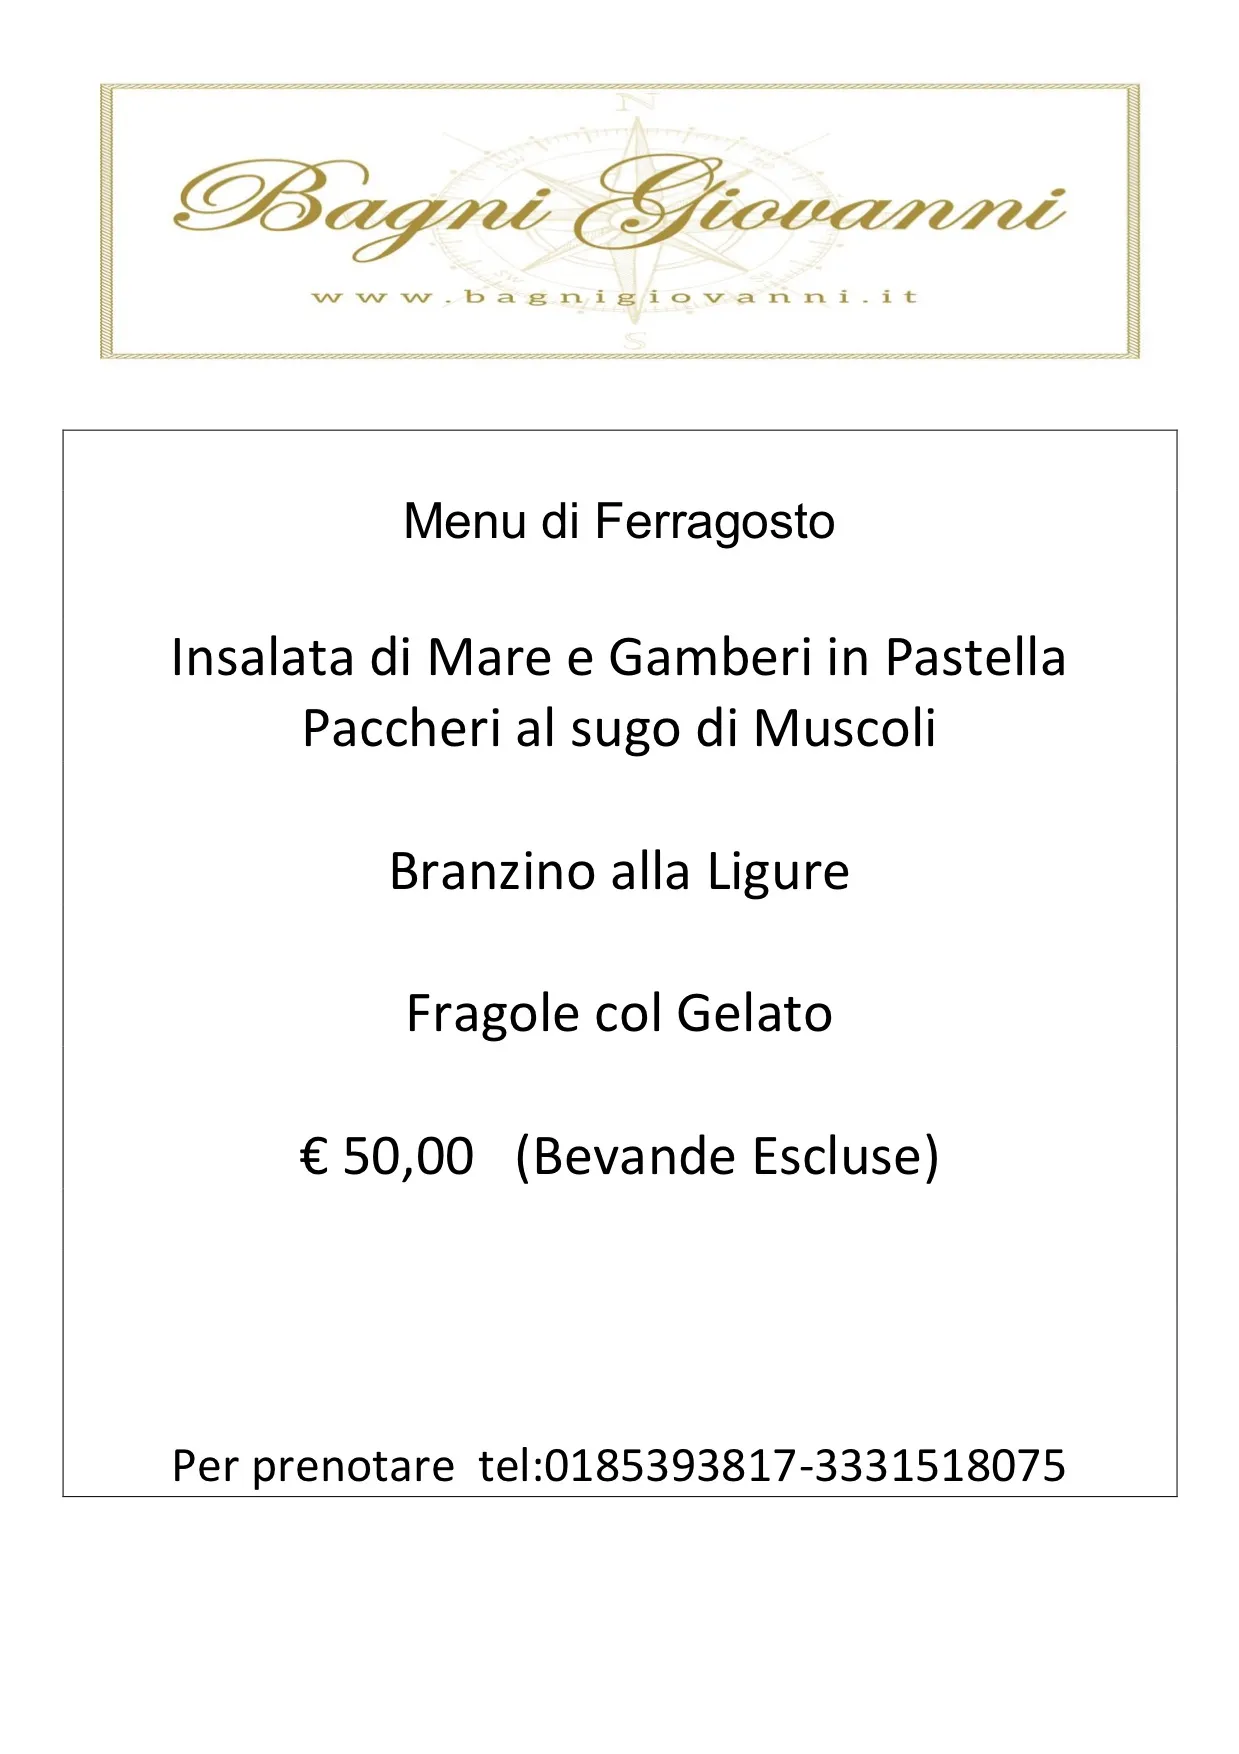 N
Bagni Giovanni
www.bagnigiovanni.it
S
Menu di Ferragosto
Insalata di Mare e Gamberi in Pastella
Paccheri al sugo di Muscoli
Branzino alla Ligure
Fragole col Gelato
€ 50,00   (Bevande Escluse)
Per prenotare  tel:0185393817-3331518075